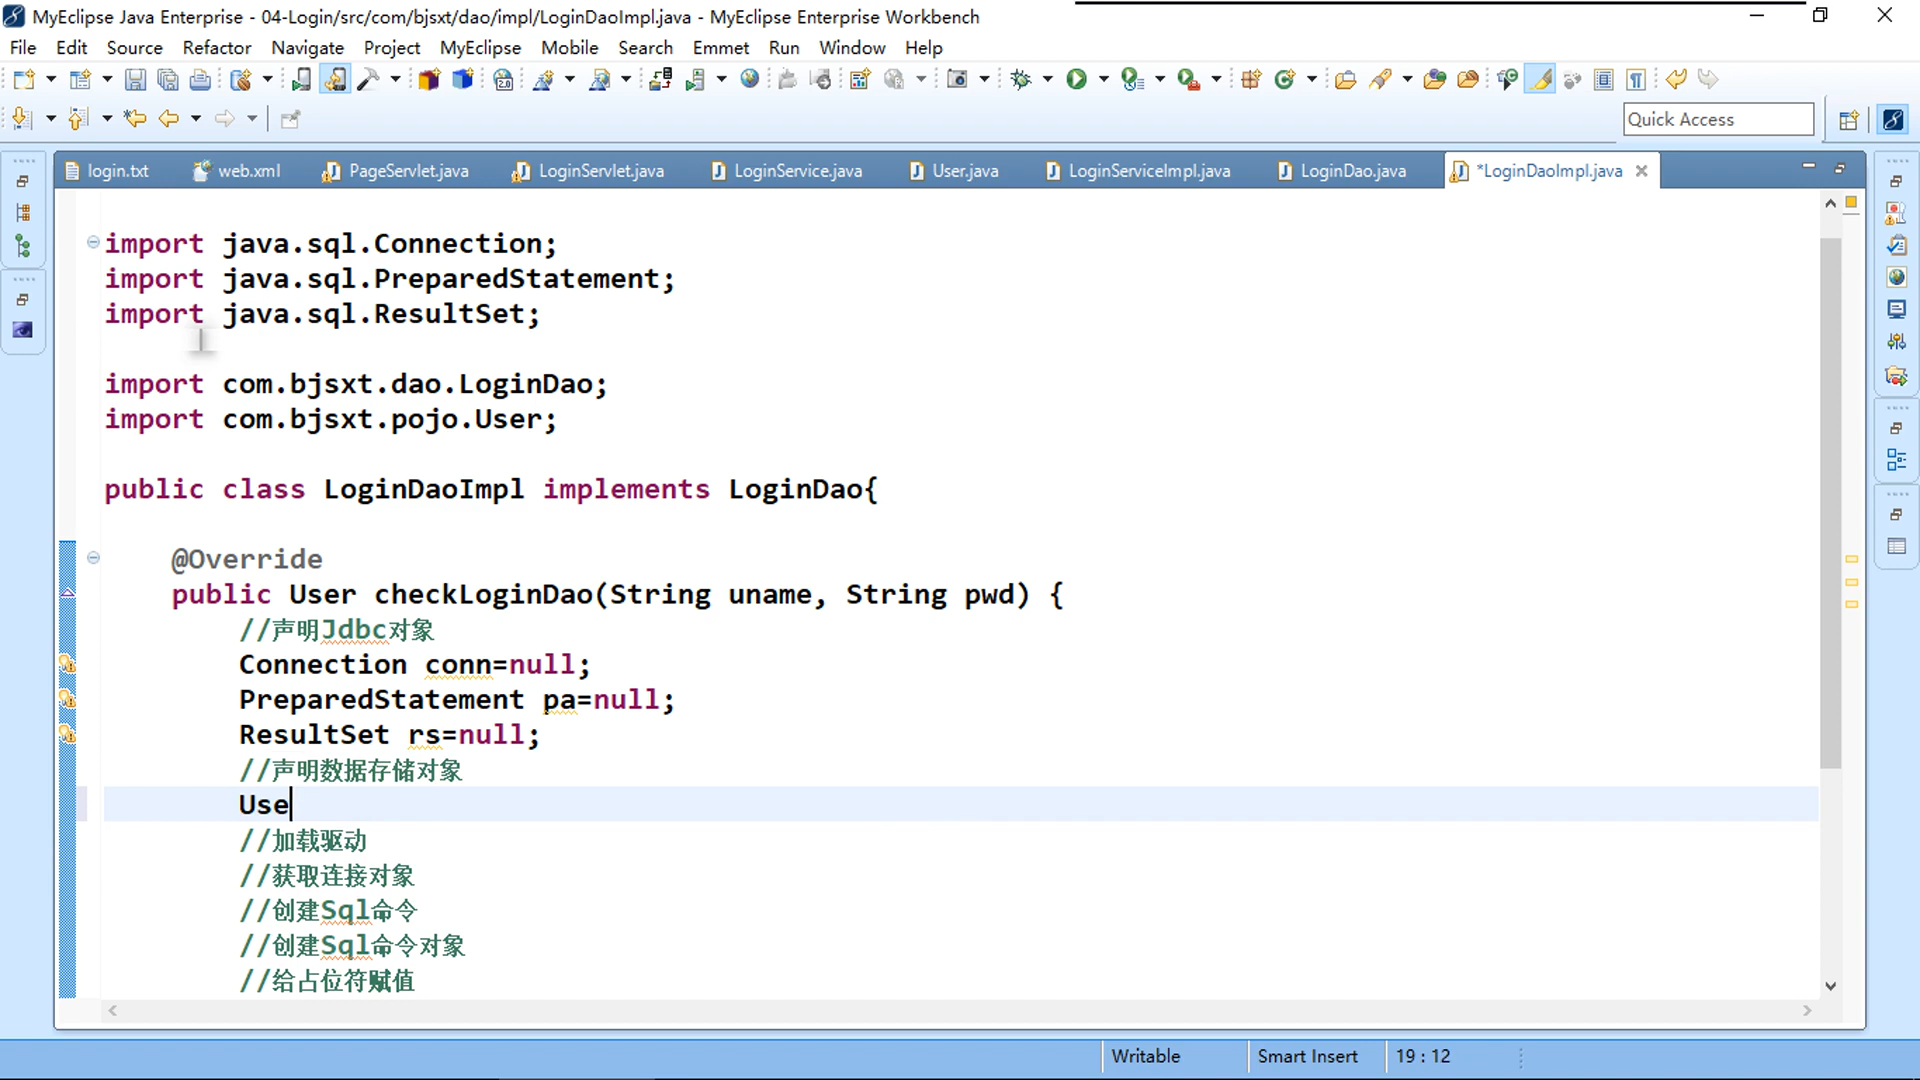 MyEclipse Java Enterprise - 04-Login/src/com/bjsxt/dao/impl/LoginDaoImpl.java - MyEclipse Enterprise Workbench
File Edit Source Refactor Navigate Project MyEclipse Mobile Search Emmet Run Window Help
Quick Access
login.txt web.xml PageServlet.java LoginServlet.java LoginService.java User.java LoginServiceImpl.java LoginDao.java *LoginDaoImpl.java
import java.sql.Connection;
import java.sql.PreparedStatement;
import java.sql.ResultSet;
import com.bjsxt.dao.LoginDao;
import com.bjsxt.pojo.User;
public class LoginDaoImpl implements LoginDao{
@Override
public User checkLoginDao(String uname, String pwd) {
//声明Jdbc对象
Connection conn=null;
PreparedStatement pa=null;
ResultSet rs=null;
//声明数据存储对象
Use
//加载驱动
//获取连接对象
//创建Sql命令
//创建Sql命令对象
//给占位符赋值
Writable Smart Insert 19 : 12